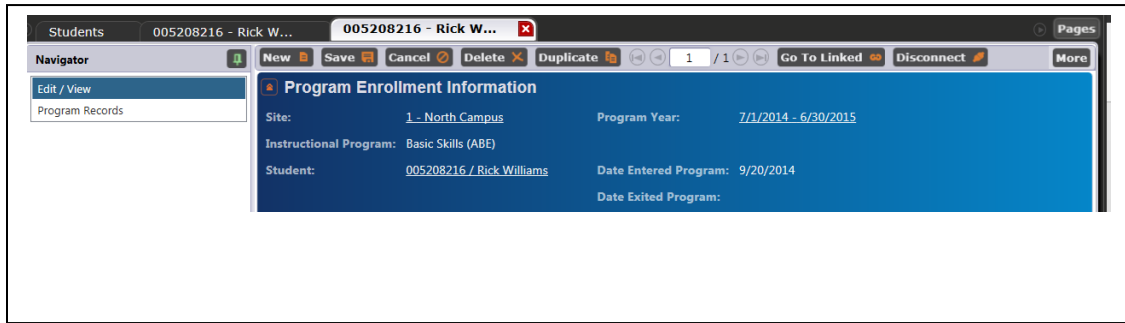 Students 005208216 - Rick W... 005208216 - Rick W... Pages
Navigator New Save Cancel Delete Duplicate 1 / 1 Go To Linked Disconnect More
Edit / View
Program Records
Program Enrollment Information
Site: 1 - North Campus Program Year: 7/1/2014 - 6/30/2015
Instructional Program: Basic Skills (ABE)
Student: 005208216 / Rick Williams Date Entered Program: 9/20/2014
Date Exited Program: